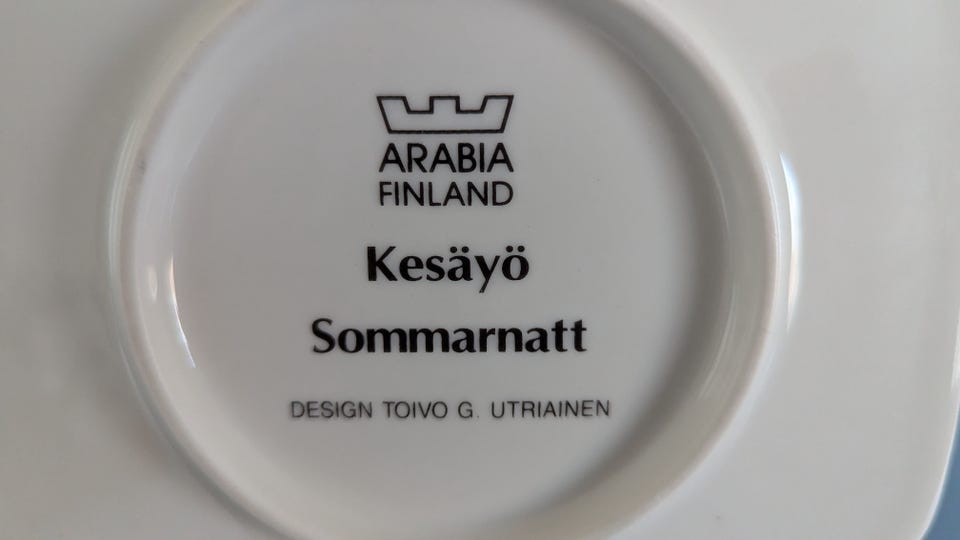 ARABIA
FINLAND
Kesäyö
Sommarnatt
DESIGN TOIVO G. UTRIAINEN